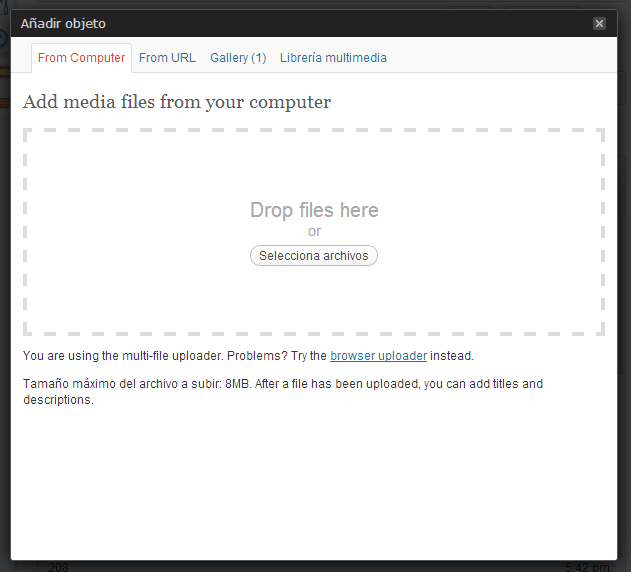 Añadir objeto
From Computer From URL Gallery (1) Librería multimedia
Add media files from your computer
Drop files here
or
Selecciona archivos
You are using the multi-file uploader. Problems? Try the browser uploader instead.
Tamaño máximo del archivo a subir: 8MB. After a file has been uploaded, you can add titles and
descriptions.
208 5:42 pm